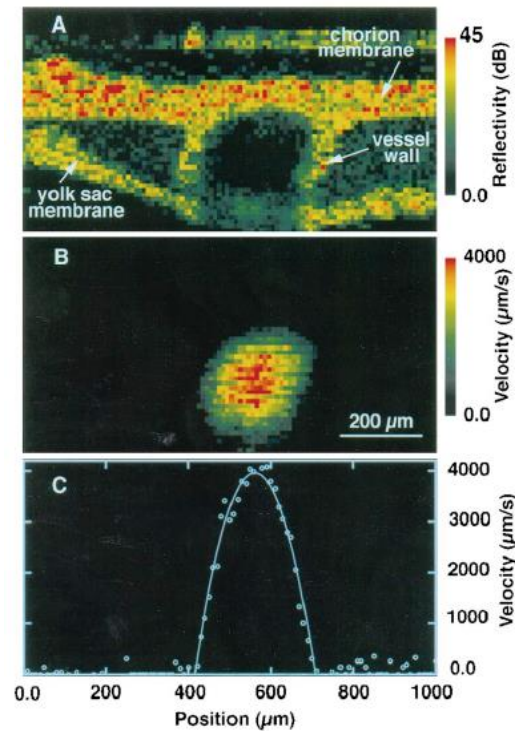 A
chorion
membrane
vessel
wall
yolk sac
membrane
45
0.0
Reflectivity (dB)
B
200 µm
4000
0.0
Velocity (µm/s)
C
4000
3000
2000
1000
0.0
Velocity (µm/s)
0.0 200 400 600 800 1000
Position (µm)